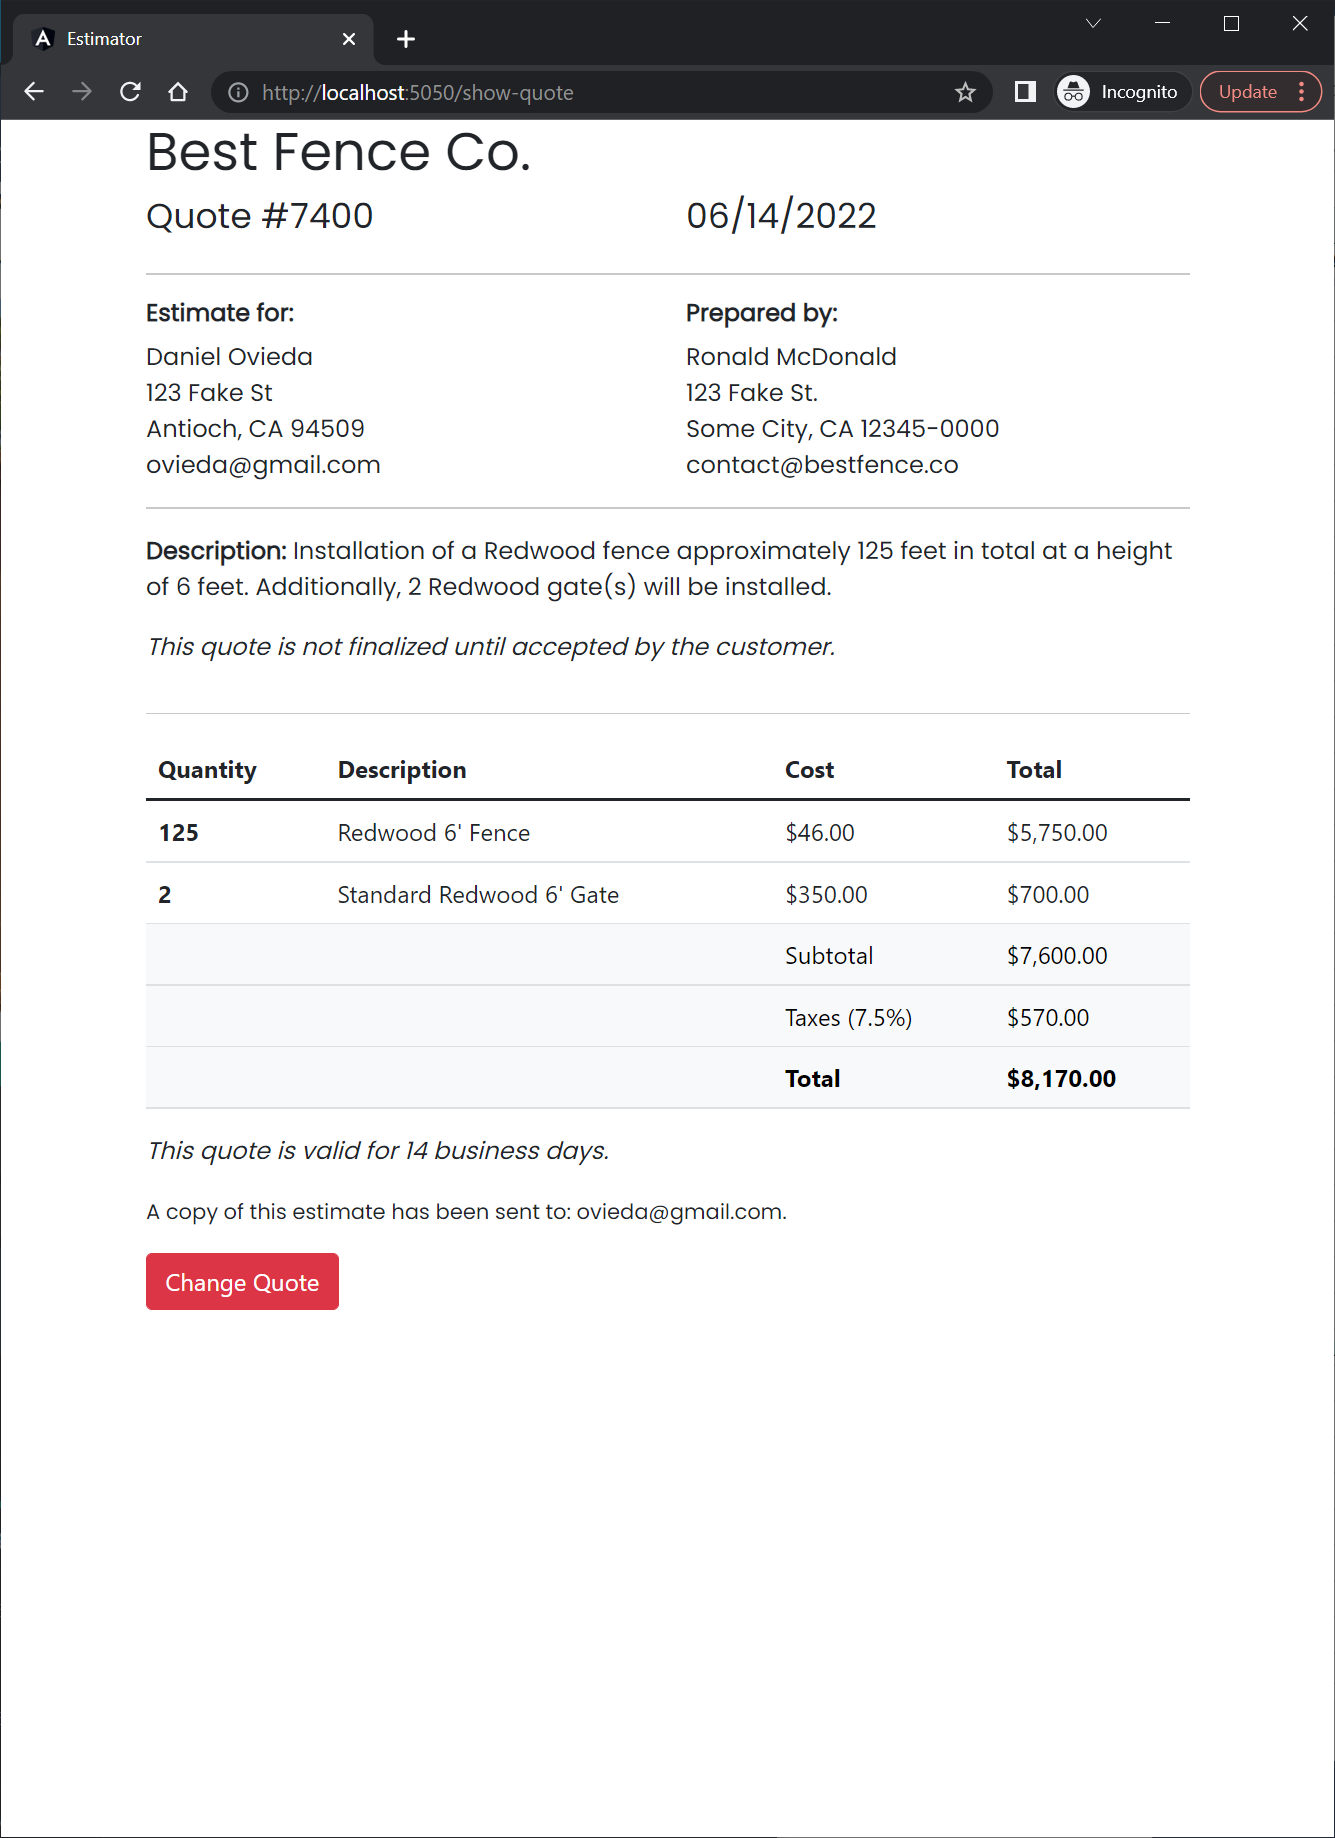 Estimator
http://localhost:5050/show-quote
Incognito
Update
Best Fence Co.
Quote #7400
06/14/2022
Estimate for:
Daniel Ovieda
123 Fake St
Antioch, CA 94509
ovieda@gmail.com
Prepared by:
Ronald McDonald
123 Fake St.
Some City, CA 12345-0000
contact@bestfence.co
Description: Installation of a Redwood fence approximately 125 feet in total at a height
of 6 feet. Additionally, 2 Redwood gate(s) will be installed.
This quote is not finalized until accepted by the customer.
Quantity Description Cost Total
125 Redwood 6' Fence $46.00 $5,750.00
2 Standard Redwood 6' Gate $350.00 $700.00
Subtotal $7,600.00
Taxes (7.5%) $570.00
Total $8,170.00
This quote is valid for 14 business days.
A copy of this estimate has been sent to: ovieda@gmail.com.
Change Quote